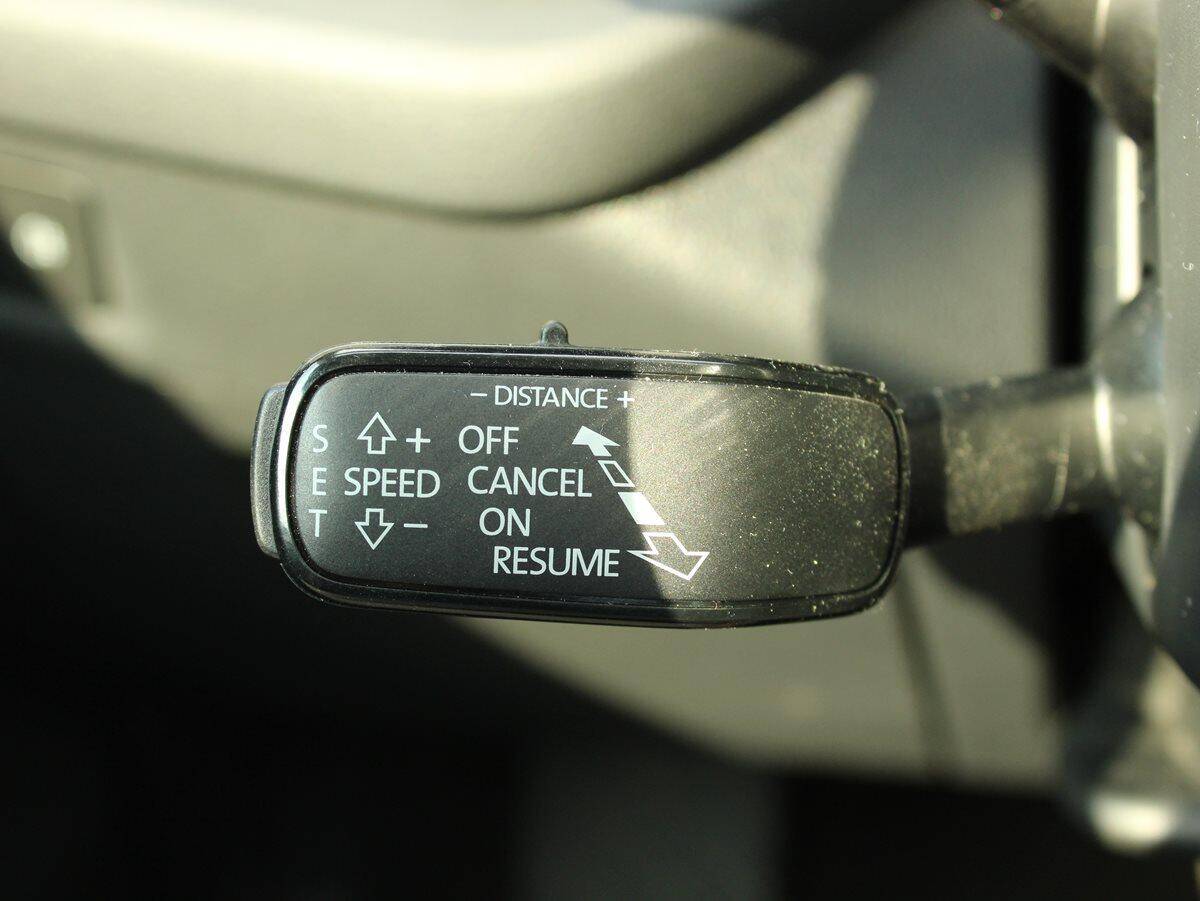 − DISTANCE +
S + OFF
E SPEED CANCEL
T − ON
RESUME